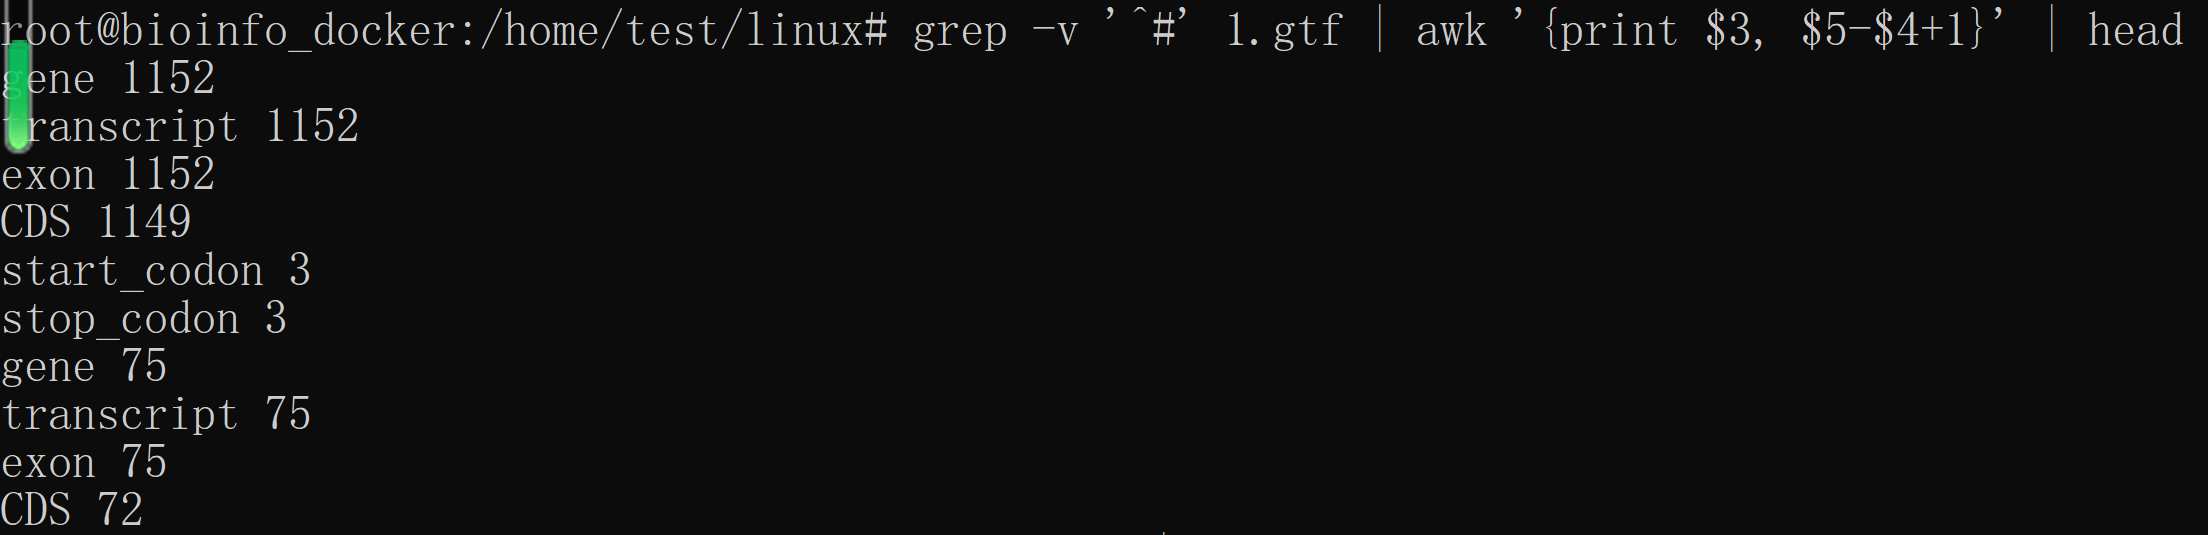 root@bioinfo_docker:/home/test/linux# grep -v '^#' 1.gtf | awk '{print $3, $5-$4+1}' | head
gene 1152
transcript 1152
exon 1152
CDS 1149
start_codon 3
stop_codon 3
gene 75
transcript 75
exon 75
CDS 72